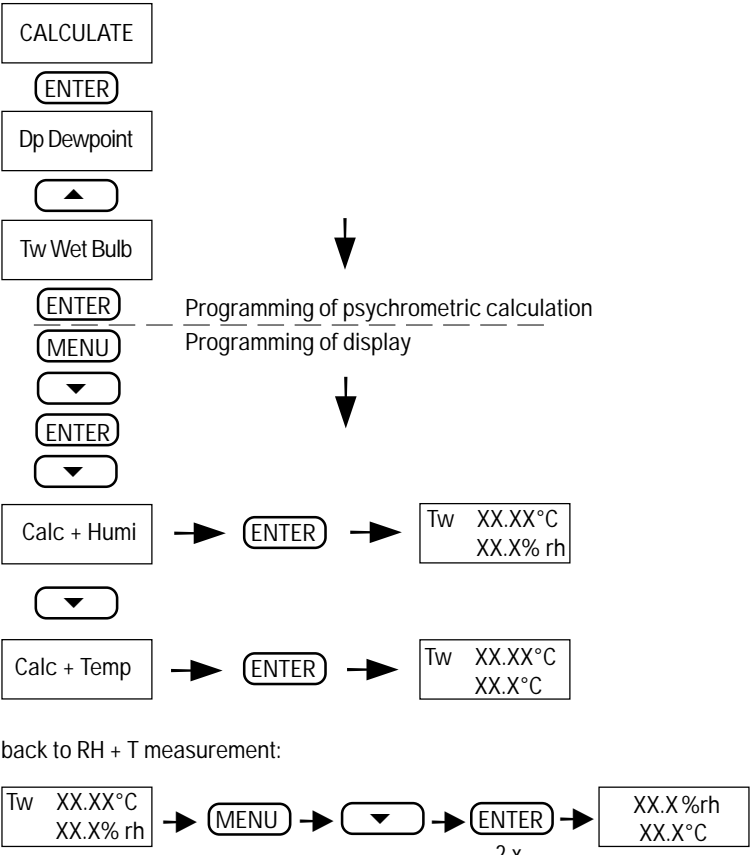 CALCULATE
ENTER
Dp Dewpoint
Tw Wet Bulb
ENTER
Programming of psychrometric calculation
MENU
Programming of display
ENTER
Calc + Humi
ENTER
Tw XX.XX°C
XX.X% rh
Calc + Temp
ENTER
Tw XX.XX°C
XX.X°C
back to RH + T measurement:
Tw XX.XX°C
XX.X% rh
MENU
ENTER
2 x
XX.X %rh
XX.X°C